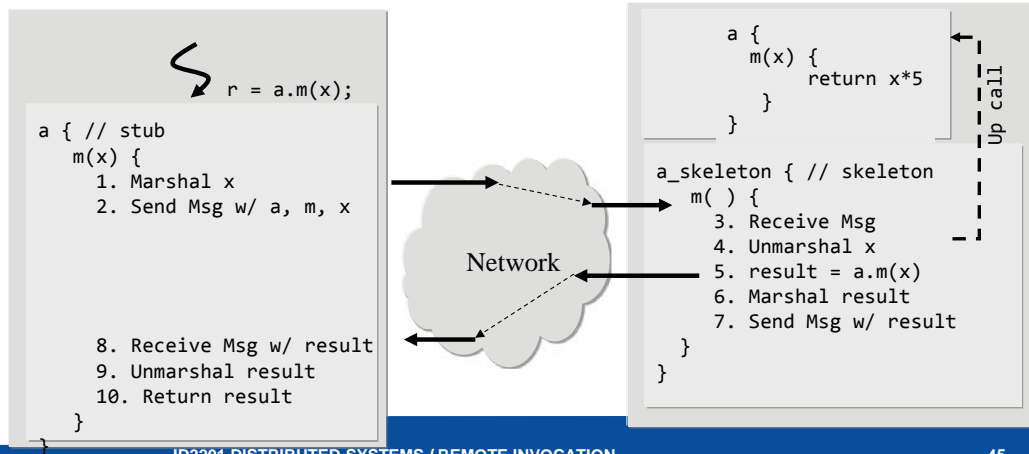 r = a.m(x);
a { // stub
m(x) {
1. Marshal x
2. Send Msg w/ a, m, x
8. Receive Msg w/ result
9. Unmarshal result
10. Return result
}
}
Network
a {
m(x) {
return x*5
}
}
Up call
a_skeleton { // skeleton
m( ) {
3. Receive Msg
4. Unmarshal x
5. result = a.m(x)
6. Marshal result
7. Send Msg w/ result
}
}
ID2201 DISTRIBUTED SYSTEMS / REMOTE INVOCATION
45